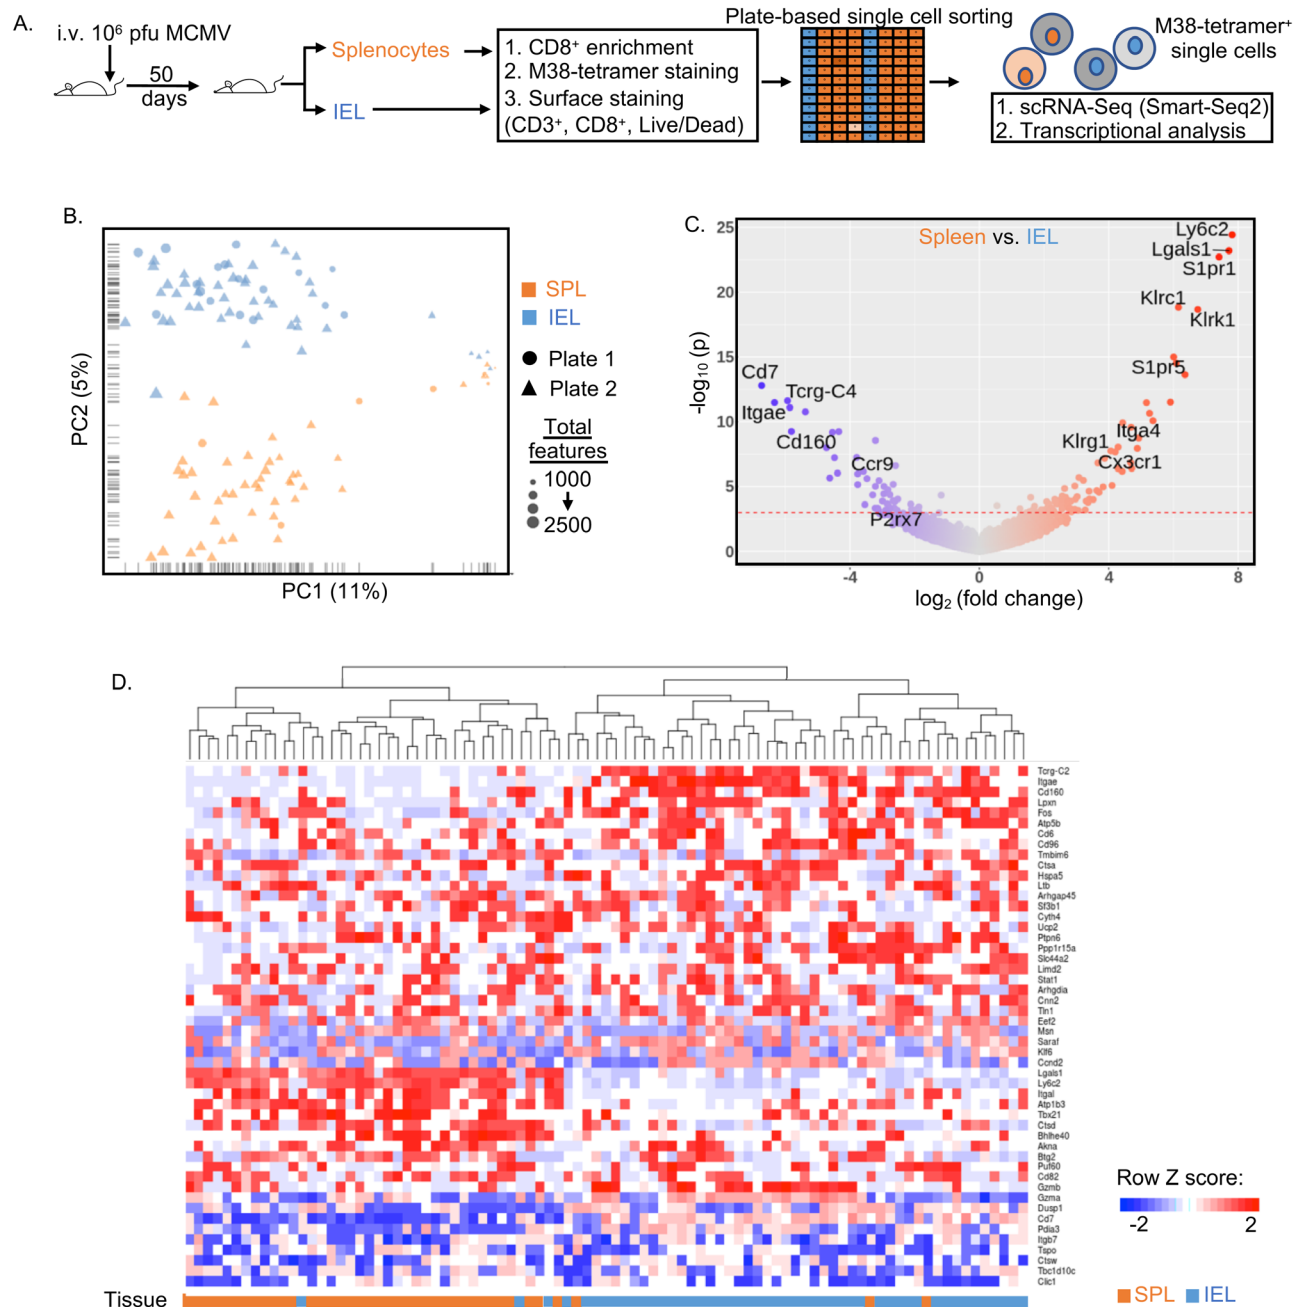 A.
i.v. 10⁶ pfu MCMV
50
days
Splenocytes
IEL
1. CD8⁺ enrichment
2. M38-tetramer staining
3. Surface staining
(CD3⁺, CD8⁺, Live/Dead)
Plate-based single cell sorting
M38-tetramer⁺
single cells
1. scRNA-Seq (Smart-Seq2)
2. Transcriptional analysis
B.
PC2 (5%)
PC1 (11%)
SPL
IEL
Plate 1
Plate 2
Total
features
1000
2500
C.
Spleen vs. IEL
25
20
15
10
5
0
-log₁₀ (p)
-4
0
4
8
log₂ (fold change)
Ly6c2
Lgals1
S1pr1
Klrc1
Klrk1
S1pr5
Cd7
Tcrg-C4
Itgae
Cd160
Ccr9
P2rx7
Itga4
Klrg1
Cx3cr1
D.
Tcrg-C2
Itgae
Cd160
Lpxn
Fos
Atp5b
Cd6
Cd96
Tmbim6
Ctsa
Hspa5
Ltb
Arhgap45
Sf3b1
Cyth4
Ucp2
Ptpn6
Ppp1r15a
Slc44a2
Limd2
Stat1
Arhgdia
Cnn2
Tln1
Eef2
Msn
Saraf
Klf6
Ccnd2
Lgals1
Ly6c2
Itgal
Atp1b3
Tbx21
Ctsd
Bhlhe40
Akna
Btg2
Puf60
Cd82
Gzmb
Gzma
Dusp1
Cd7
Pdia3
Itgb7
Tspo
Ctsw
Tbc1d10c
Clic1
Row Z score:
-2
2
Tissue
SPL
IEL